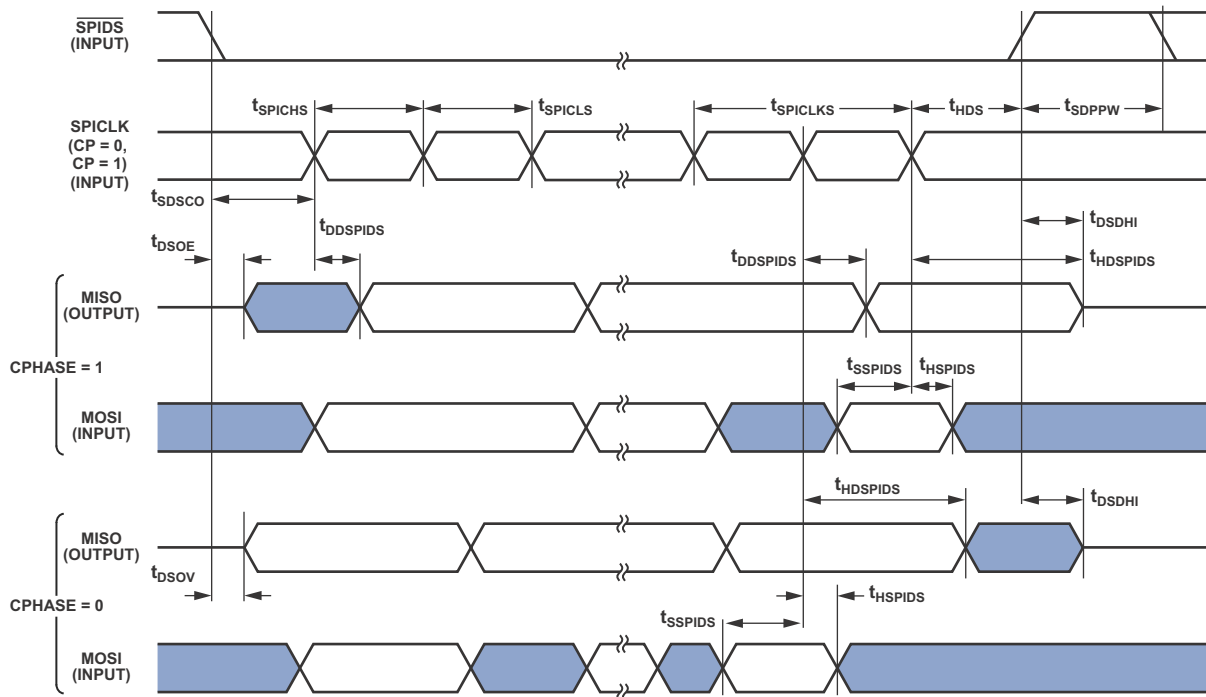 SPIDS
(INPUT)
tSPICHS
tSPICLS
tSPICLKS
tHDS
tSDPPW
SPICLK
(CP = 0,
CP = 1)
(INPUT)
tSDSCO
tDSOE
tDDSPIDS
tDDSPIDS
tDSDHI
tHDSPIDS
MISO
(OUTPUT)
CPHASE = 1
tSSPIDS
tHSPIDS
MOSI
(INPUT)
tHDSPIDS
tDSDHI
MISO
(OUTPUT)
tDSOV
CPHASE = 0
tHSPIDS
tSSPIDS
MOSI
(INPUT)